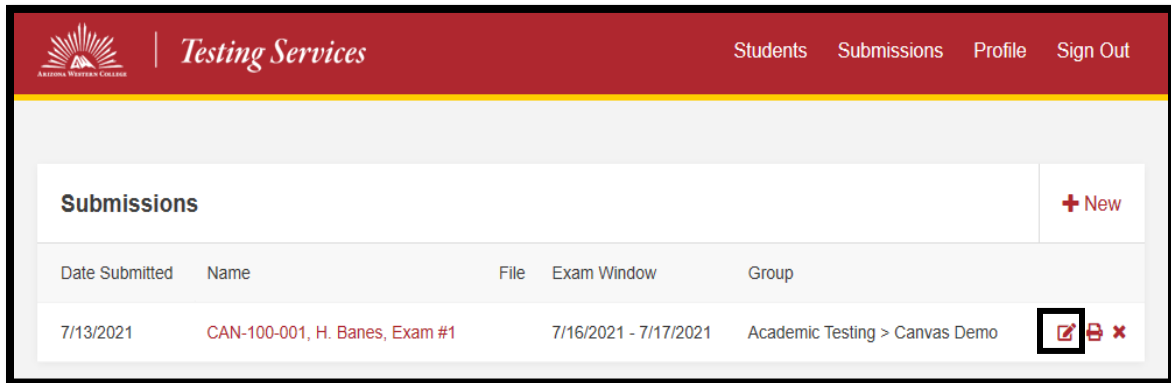 ARIZONA WESTERN COLLEGE
Testing Services
Students Submissions Profile Sign Out
Submissions
New
Date Submitted Name File Exam Window Group
7/13/2021 CAN-100-001, H. Banes, Exam #1 7/16/2021 - 7/17/2021 Academic Testing > Canvas Demo